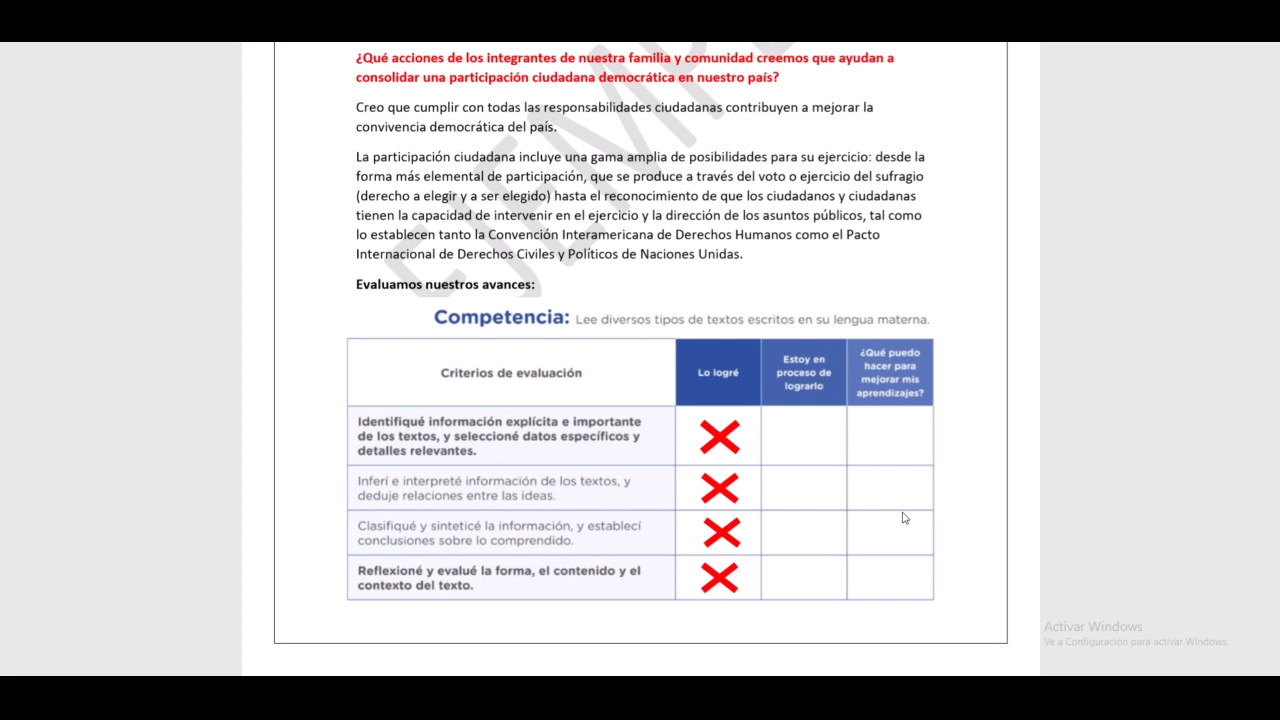 ¿Qué acciones de los integrantes de nuestra familia y comunidad creemos que ayudan a
consolidar una participación ciudadana democrática en nuestro país?
Creo que cumplir con todas las responsabilidades ciudadanas contribuyen a mejorar la
convivencia democrática del país.
La participación ciudadana incluye una gama amplia de posibilidades para su ejercicio: desde la
forma más elemental de participación, que se produce a través del voto o ejercicio del sufragio
(derecho a elegir y a ser elegido) hasta el reconocimiento de que los ciudadanos y ciudadanas
tienen la capacidad de intervenir en el ejercicio y la dirección de los asuntos públicos, tal como
lo establecen tanto la Convención Interamericana de Derechos Humanos como el Pacto
Internacional de Derechos Civiles y Políticos de Naciones Unidas.
Evaluamos nuestros avances:
Competencia: Lee diversos tipos de textos escritos en su lengua materna.
Criterios de evaluación
Lo logré
Estoy en
proceso de
lograrlo
¿Qué puedo
hacer para
mejorar mis
aprendizajes?
Identifiqué información explícita e importante
de los textos, y seleccioné datos específicos y
detalles relevantes.
Inferí e interpreté información de los textos, y
deduje relaciones entre las ideas.
Clasifiqué y sinteticé la información, y establecí
conclusiones sobre lo comprendido.
Reflexioné y evalué la forma, el contenido y el
contexto del texto.
Activar Windows
Ve a Configuración para activar Windows.